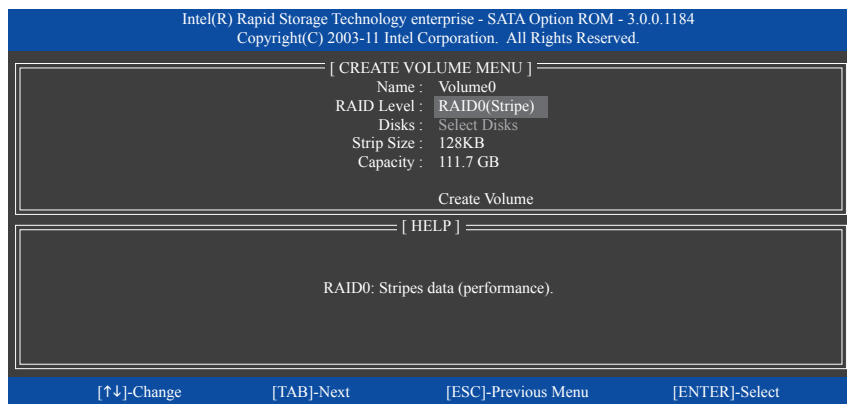 Intel(R) Rapid Storage Technology enterprise - SATA Option ROM - 3.0.0.1184
Copyright(C) 2003-11 Intel Corporation. All Rights Reserved.
[ CREATE VOLUME MENU ]
Name : Volume0
RAID Level : RAID0(Stripe)
Disks : Select Disks
Strip Size : 128KB
Capacity : 111.7 GB
Create Volume
[ HELP ]
RAID0: Stripes data (performance).
[↑↓]-Change [TAB]-Next [ESC]-Previous Menu [ENTER]-Select